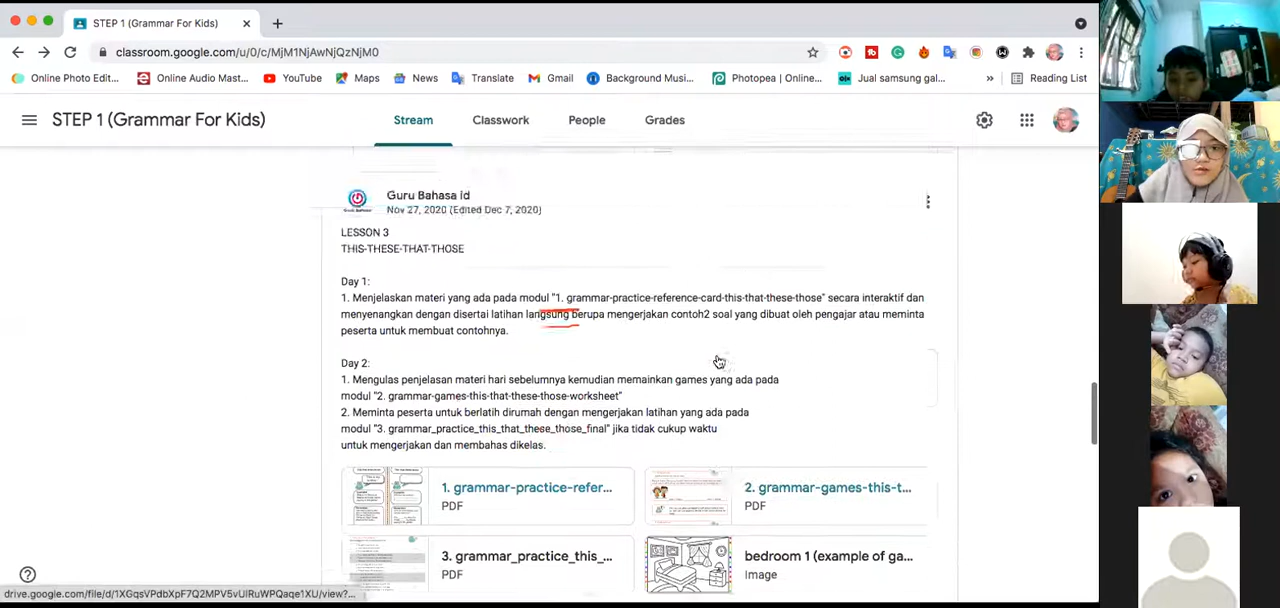 STEP 1 (Grammar For Kids)
classroom.google.com/u/0/c/MjM1NjAwNjQzNjM0
Online Photo Edit...
Online Audio Mast...
YouTube
Maps
News
Translate
Gmail
Background Musi...
Photopea | Online...
Jual samsung gal...
»
Reading List
STEP 1 (Grammar For Kids)
Stream
Classwork
People
Grades
Guru Bahasa id
Nov 27, 2020 (Edited Dec 7, 2020)
LESSON 3
THIS-THESE-THAT-THOSE
Day 1:
1. Menjelaskan materi yang ada pada modul "1. grammar-practice-reference-card-this-that-these-those" secara interaktif dan
menyenangkan dengan disertai latihan langsung berupa mengerjakan contoh2 soal yang dibuat oleh pengajar atau meminta
peserta untuk membuat contohnya.
Day 2:
1. Mengulas penjelasan materi hari sebelumnya kemudian memainkan games yang ada pada
modul "2. grammar-games-this-that-these-those-worksheet"
2. Meminta peserta untuk berlatih dirumah dengan mengerjakan latihan yang ada pada
modul "3. grammar_practice_this_that_these_those_final" jika tidak cukup waktu
untuk mengerjakan dan membahas dikelas.
1. grammar-practice-refer...
PDF
2. grammar-games-this-t...
PDF
3. grammar_practice_this_...
PDF
bedroom 1 (example of ga...
Image